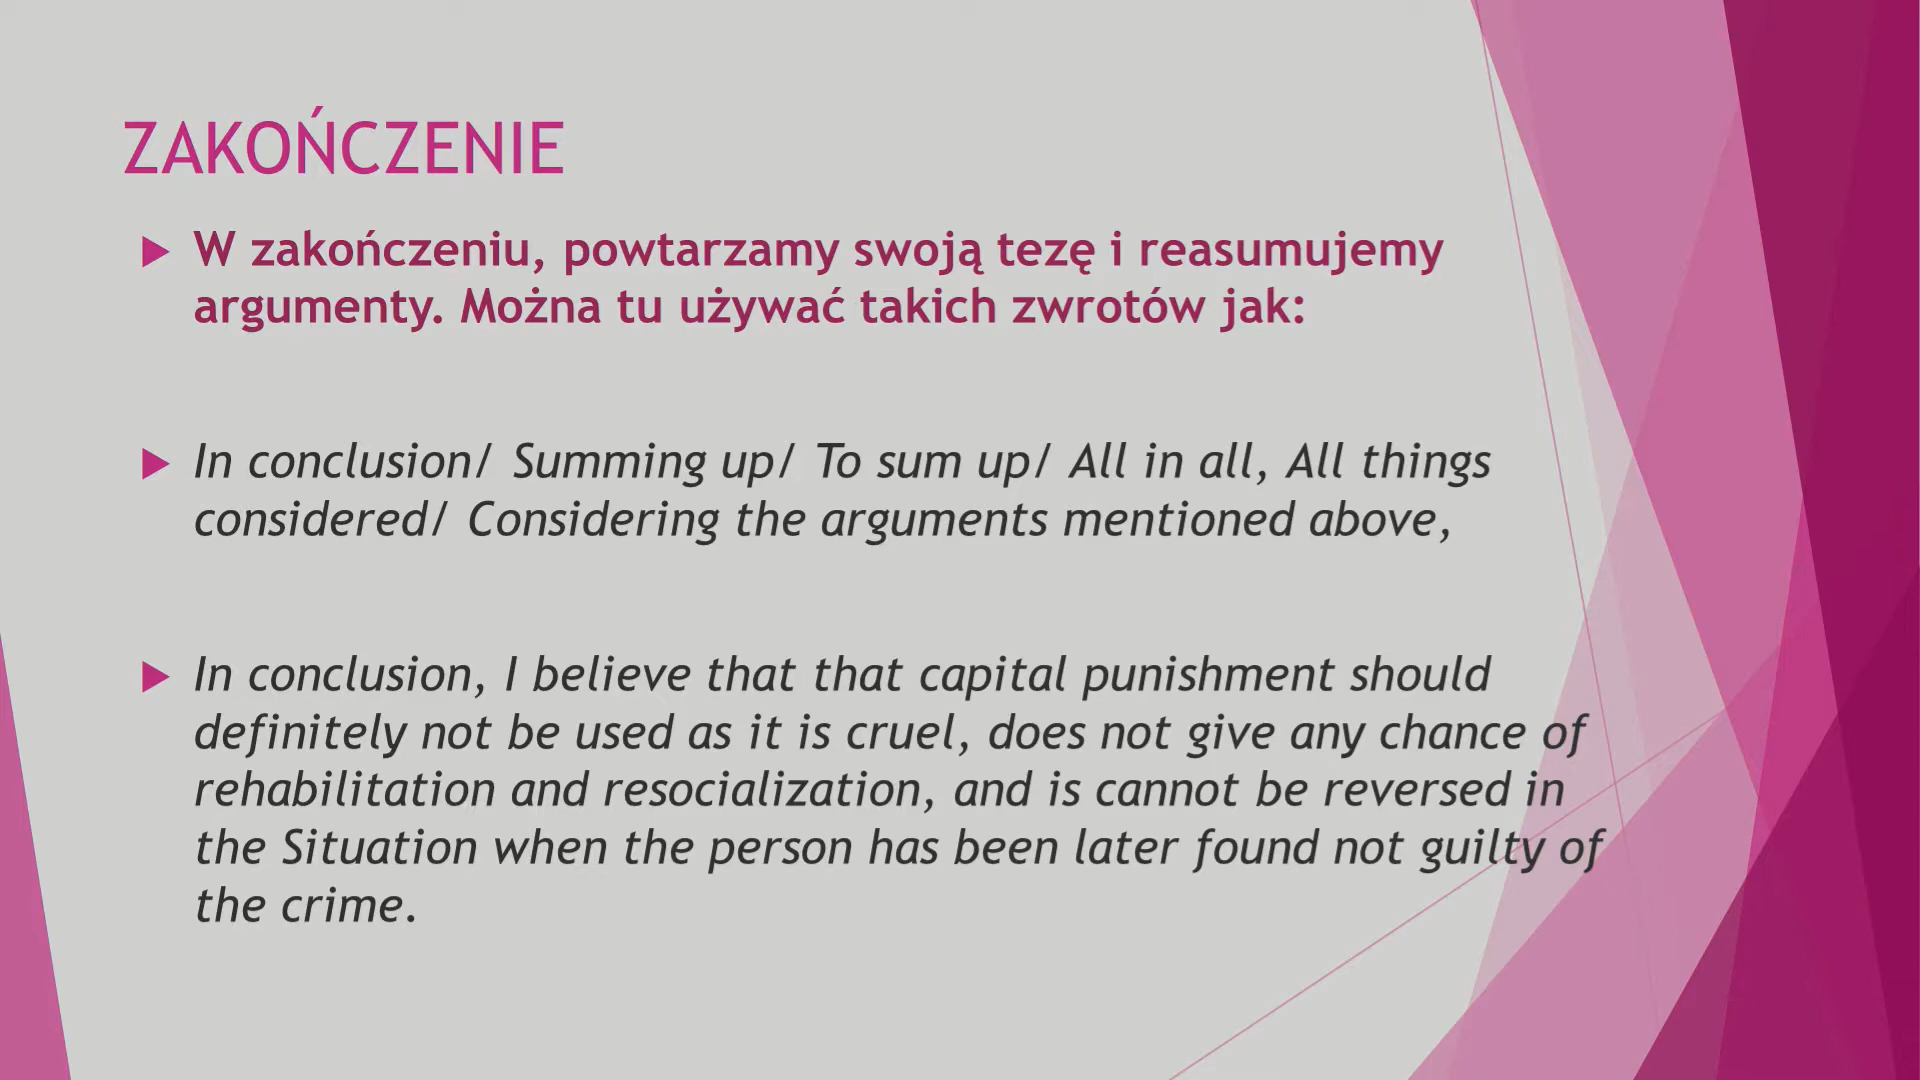 ZAKOŃCZENIE
W zakończeniu, powtarzamy swoją tezę i reasumujemy
argumenty. Można tu używać takich zwrotów jak:
In conclusion/ Summing up/ To sum up/ All in all, All things
considered/ Considering the arguments mentioned above,
In conclusion, I believe that that capital punishment should
definitely not be used as it is cruel, does not give any chance of
rehabilitation and resocialization, and is cannot be reversed in
the Situation when the person has been later found not guilty of
the crime.